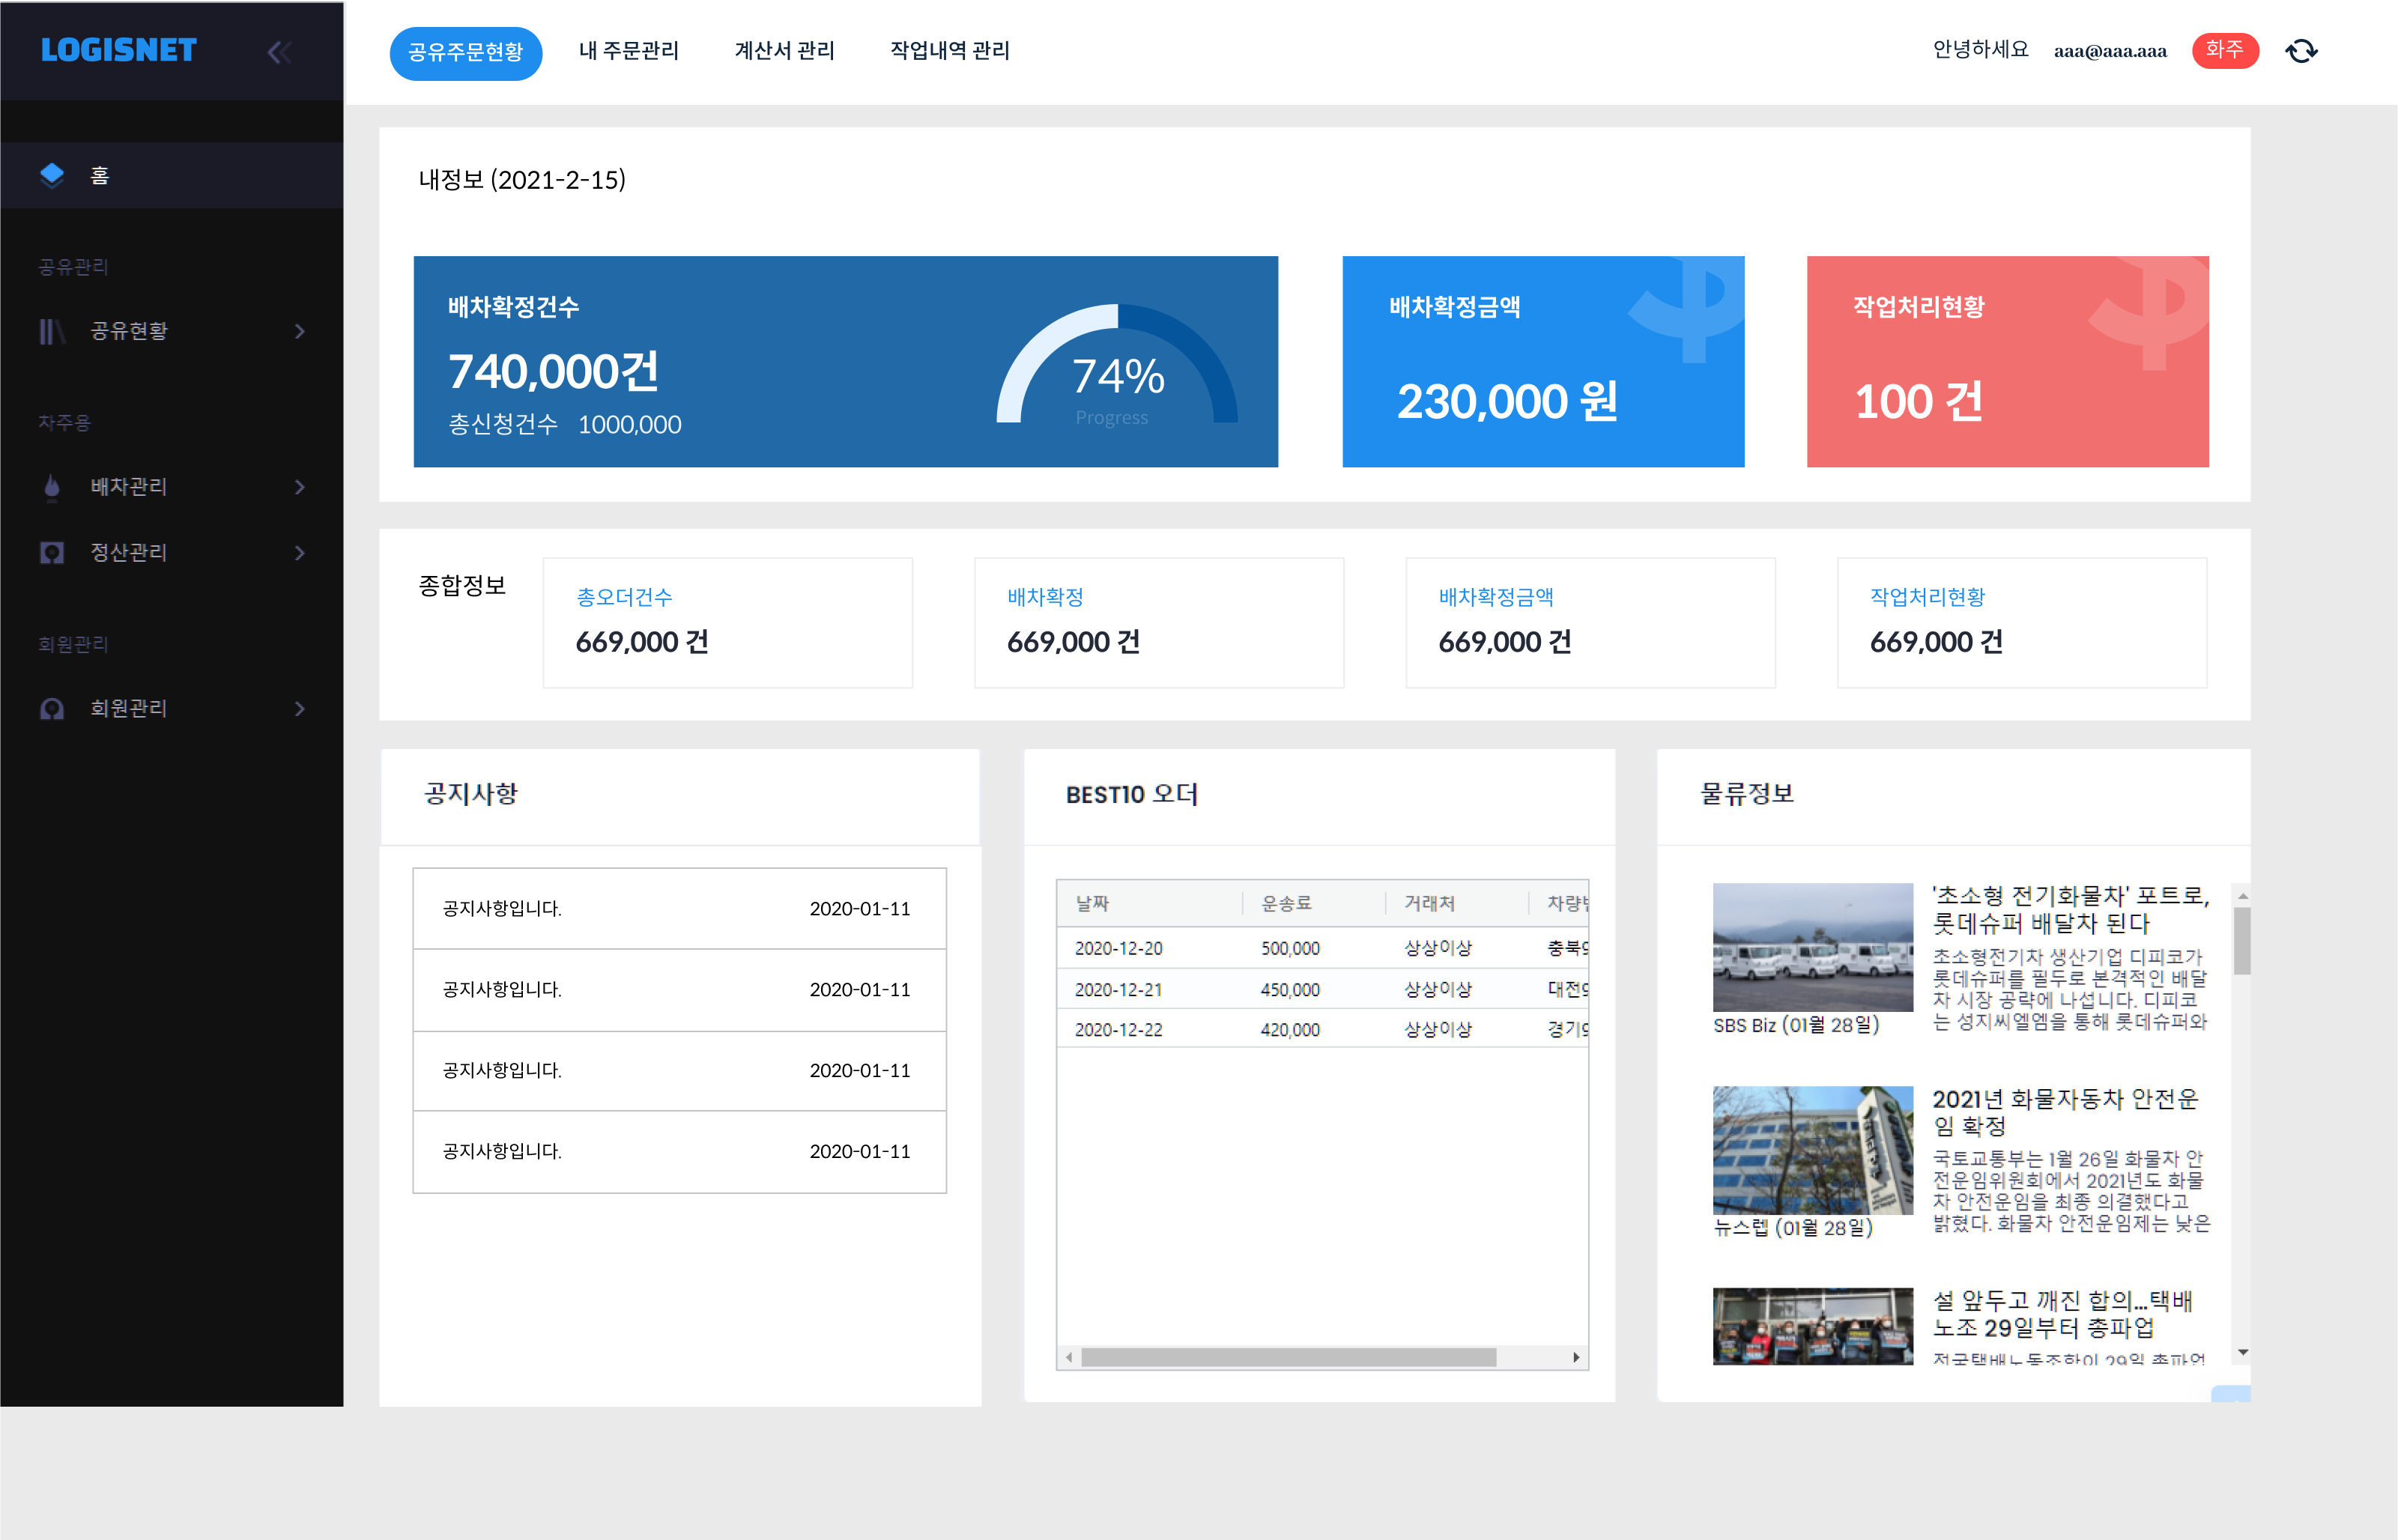 LOGISNET
공유주문현황
내 주문관리
계산서 관리
작업내역 관리
안녕하세요 aaa@aaa.aaa
화주
홈
공유관리
공유현황
차주용
배차관리
정산관리
회원관리
회원관리
내정보 (2021-2-15)
배차확정건수
740,000건
총신청건수 1000,000
74%
Progress
배차확정금액
230,000 원
작업처리현황
100 건
종합정보
총오더건수
669,000 건
배차확정
669,000 건
배차확정금액
669,000 건
작업처리현황
669,000 건
공지사항
공지사항입니다. 2020-01-11
공지사항입니다. 2020-01-11
공지사항입니다. 2020-01-11
공지사항입니다. 2020-01-11
BEST10 오더
날짜 운송료 거래처 차량번
2020-12-20 500,000 상상이상 충북9
2020-12-21 450,000 상상이상 대전9
2020-12-22 420,000 상상이상 경기9
물류정보
'초소형 전기화물차' 포트로,
롯데슈퍼 배달차 된다
초소형전기차 생산기업 디피코가
롯데슈퍼를 필두로 본격적인 배달
차 시장 공략에 나섭니다. 디피코
는 성지씨엘엠을 통해 롯데슈퍼와
SBS Biz (01월 28일)
2021년 화물자동차 안전운
임 확정
국토교통부는 1월 26일 화물차 안
전운임위원회에서 2021년도 화물
차 안전운임을 최종 의결했다고
밝혔다. 화물차 안전운임제는 낮은
뉴스렙 (01월 28일)
설 앞두고 깨진 합의...택배
노조 29일부터 총파업
전국택배노동조합이 29일 총파업